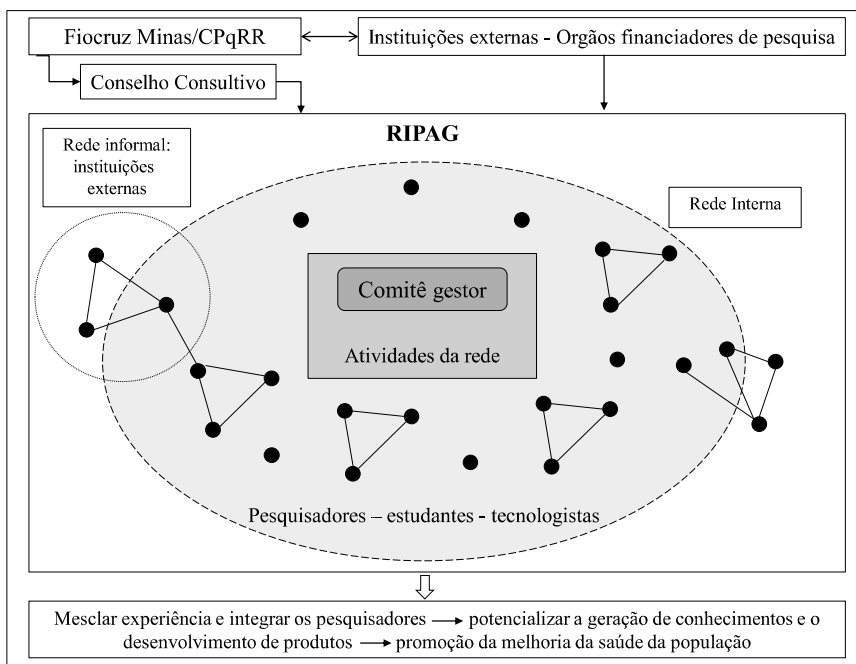 Fiocruz Minas/CPqRR
Instituições externas - Orgãos financiadores de pesquisa
Conselho Consultivo
RIPAG
Rede informal:
instituições
externas
Rede Interna
Comitê gestor
Atividades da rede
Pesquisadores – estudantes - tecnologistas
Mesclar experiência e integrar os pesquisadores → potencializar a geração de conhecimentos e o
desenvolvimento de produtos → promoção da melhoria da saúde da população